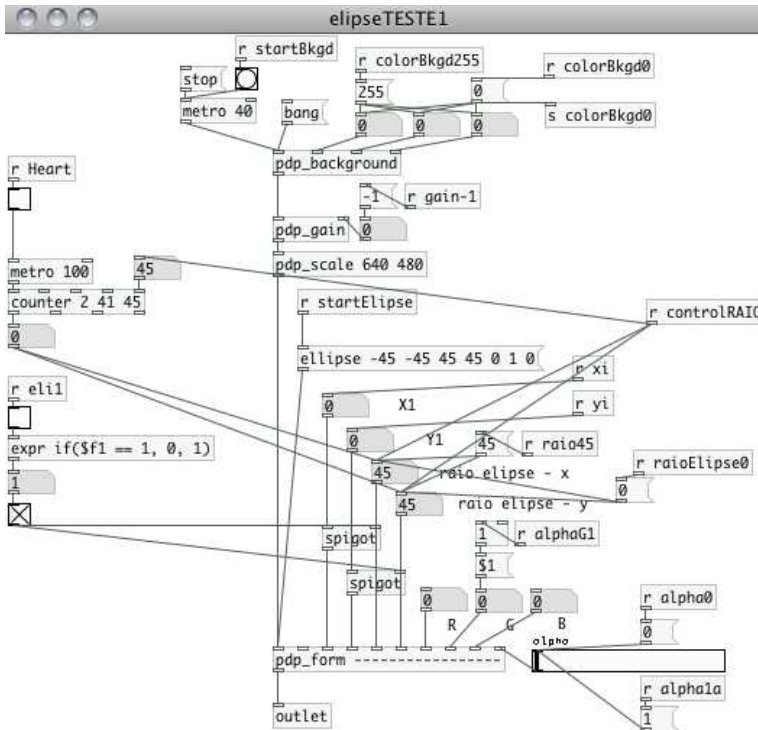 elipseTESTE1
r startBkgd
stop
r colorBkgd255
r colorBkgd0
255
0
metro 40
bang
s colorBkgd0
0
0
0
pdp_background
r Heart
-1
r gain-1
pdp_gain
0
metro 100
45
pdp_scale 640 480
counter 2 41 45
r startElipse
r controlRAIO
0
ellipse -45 -45 45 45 0 1 0
r xi
r eli1
0
X1
r yi
expr if($f1 == 1, 0, 1)
0
Y1
45
r raio45
r raioElipse0
45
raio elipse - x
1
0
45
raio elipse - y
spigot
1
r alphaG1
spigot
$1
0
R
0
G
0
B
r alpha0
alpha
0
pdp_form ----------------------
r alpha1a
outlet
1